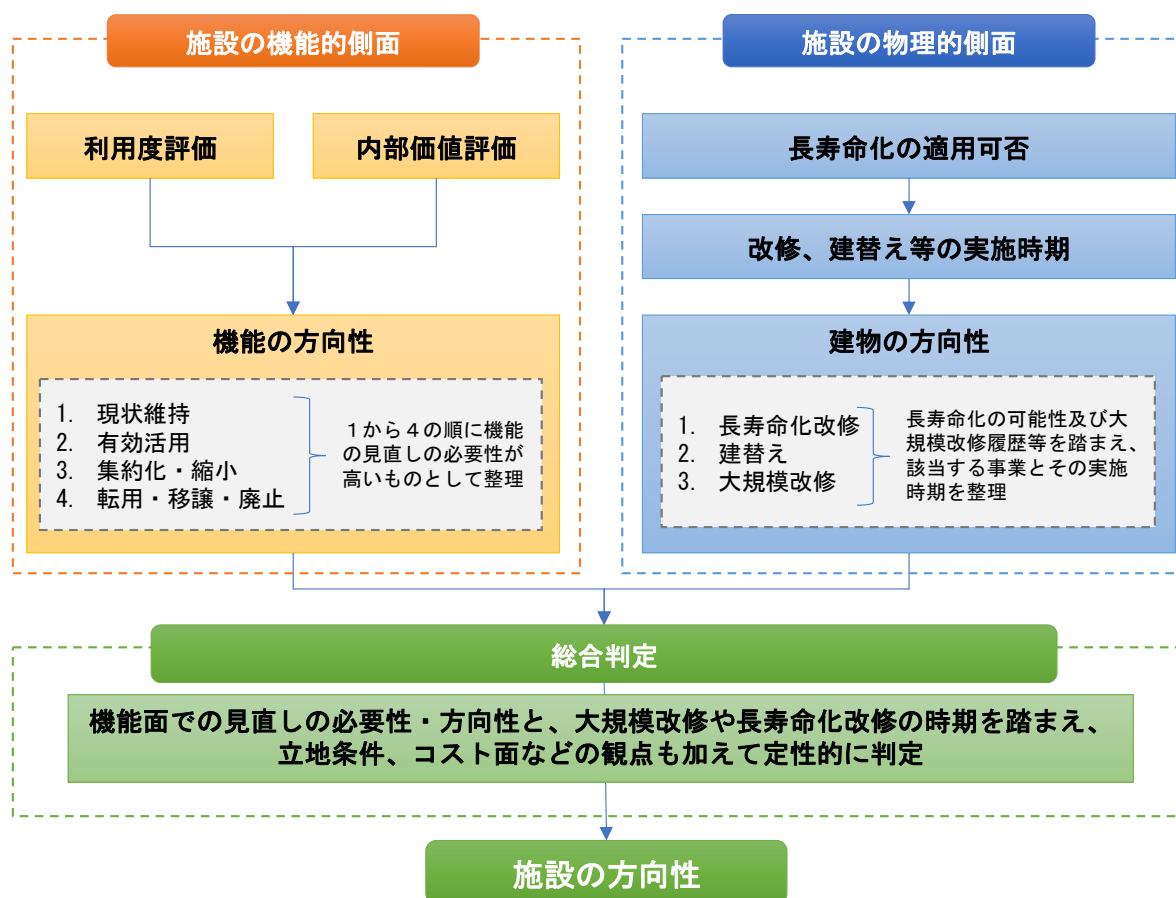 施設の機能的側面
利用度評価
内部価値評価
機能の方向性
1. 現状維持
2. 有効活用
3. 集約化・縮小
4. 転用・移譲・廃止
１から４の順に機能
の見直しの必要性が
高いものとして整理
施設の物理的側面
長寿命化の適用可否
改修、建替え等の実施時期
建物の方向性
1. 長寿命化改修
2. 建替え
3. 大規模改修
長寿命化の可能性及び大
規模改修履歴等を踏まえ、
該当する事業とその実施
時期を整理
総合判定
機能面での見直しの必要性・方向性と、大規模改修や長寿命化改修の時期を踏まえ、
立地条件、コスト面などの観点も加えて定性的に判定
施設の方向性